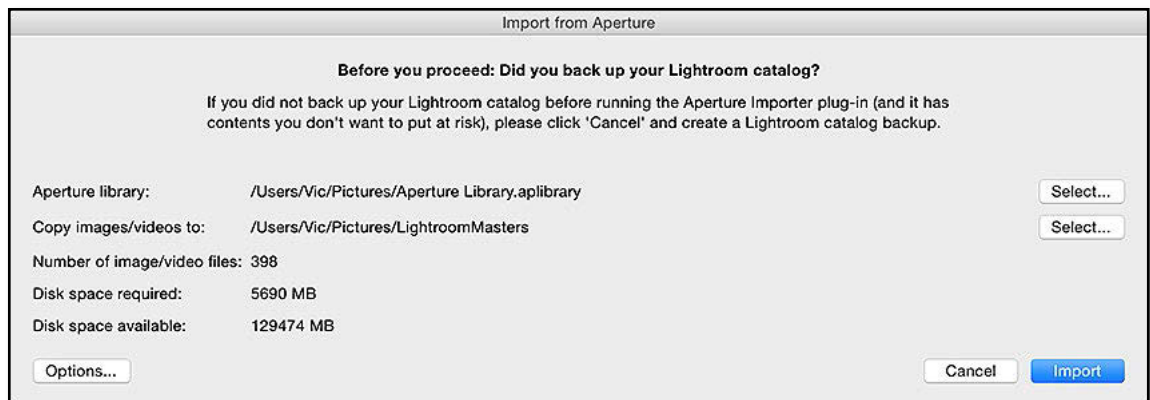 Import from Aperture
Before you proceed: Did you back up your Lightroom catalog?
If you did not back up your Lightroom catalog before running the Aperture Importer plug-in (and it has
contents you don't want to put at risk), please click 'Cancel' and create a Lightroom catalog backup.
Aperture library: /Users/Vic/Pictures/Aperture Library.aplibrary Select...
Copy images/videos to: /Users/Vic/Pictures/LightroomMasters Select...
Number of image/video files: 398
Disk space required: 5690 MB
Disk space available: 129474 MB
Options... Cancel Import